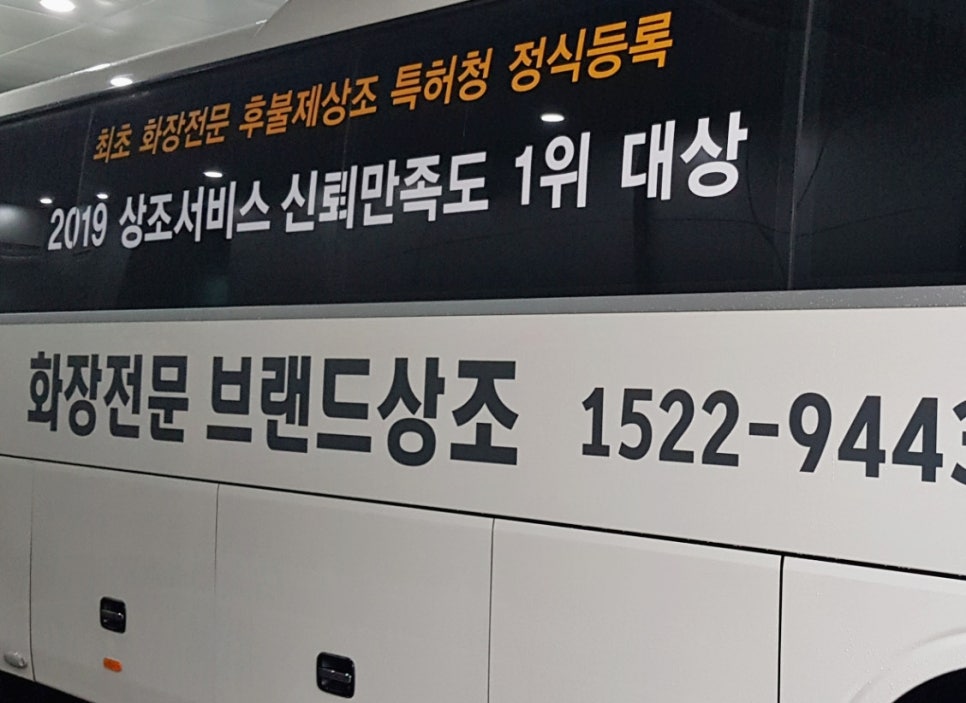 최초 화장전문 후불제상조 특허청 정식등록
2019 상조서비스 신뢰만족도 1위 대상
화장전문 브랜드상조 1522-9443